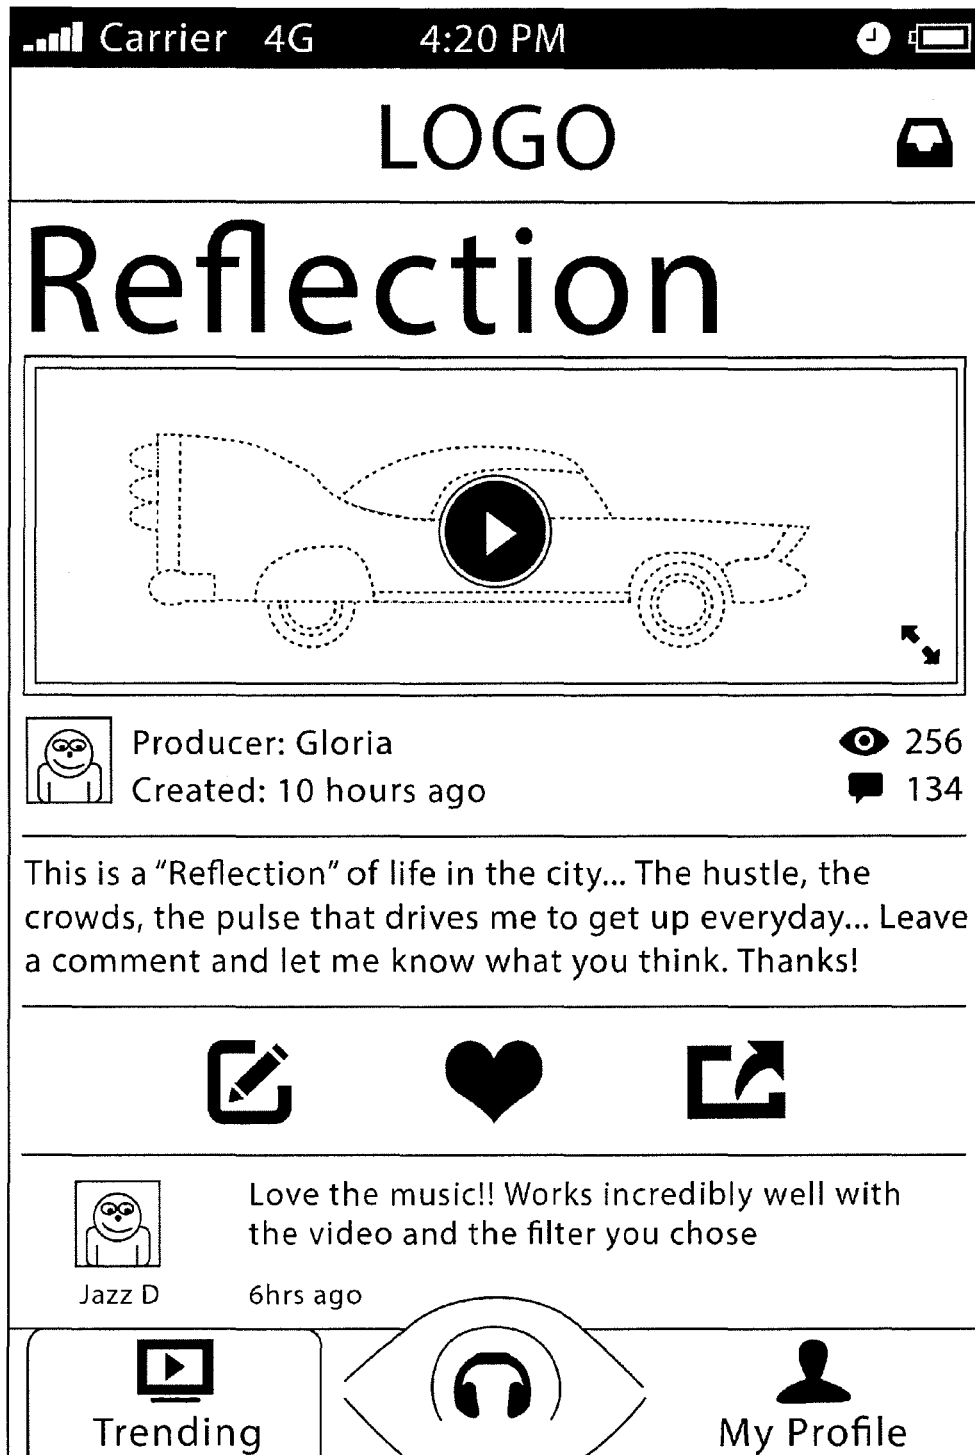 Carrier 4G 4:20 PM
LOGO
Reflection
Producer: Gloria 256
Created: 10 hours ago 134
This is a “Reflection” of life in the city... The hustle, the
crowds, the pulse that drives me to get up everyday... Leave
a comment and let me know what you think. Thanks!
Love the music!! Works incredibly well with
the video and the filter you chose
Jazz D 6hrs ago
Trending My Profile